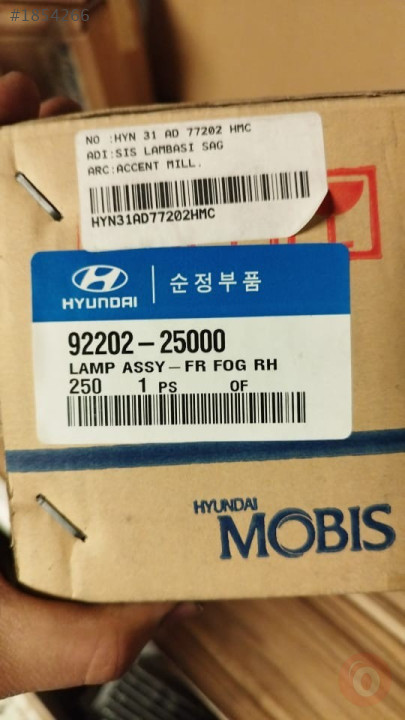 NO :HYN 31 AD 77202 HMC
ADI:SIS LAMBASI SAG
ARC:ACCENT MILL.
HYN31AD77202HMC
HYUNDAI 순정부품
92202-25000
LAMP ASSY-FR FOG RH
250 1 PS OF
HYUNDAI
MOBIS